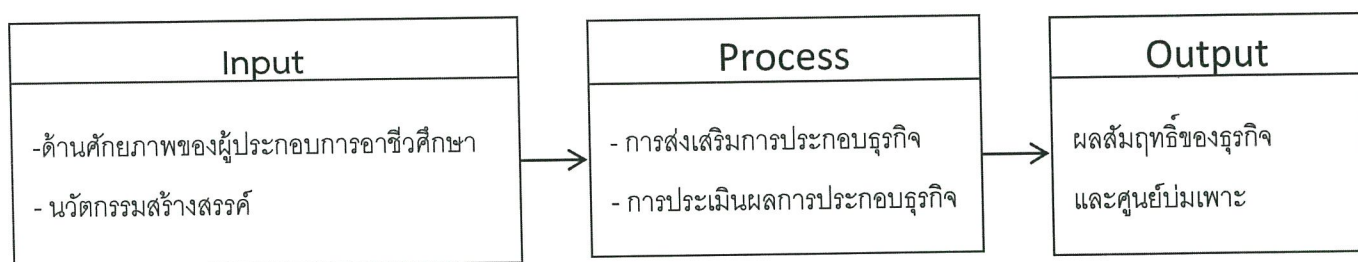 Input
-ด้านศักยภาพของผู้ประกอบการอาชีวศึกษา
- นวัตกรรมสร้างสรรค์
Process
- การส่งเสริมการประกอบธุรกิจ
- การประเมินผลการประกอบธุรกิจ
Output
ผลสัมฤทธิ์ของธุรกิจ
และศูนย์บ่มเพาะ